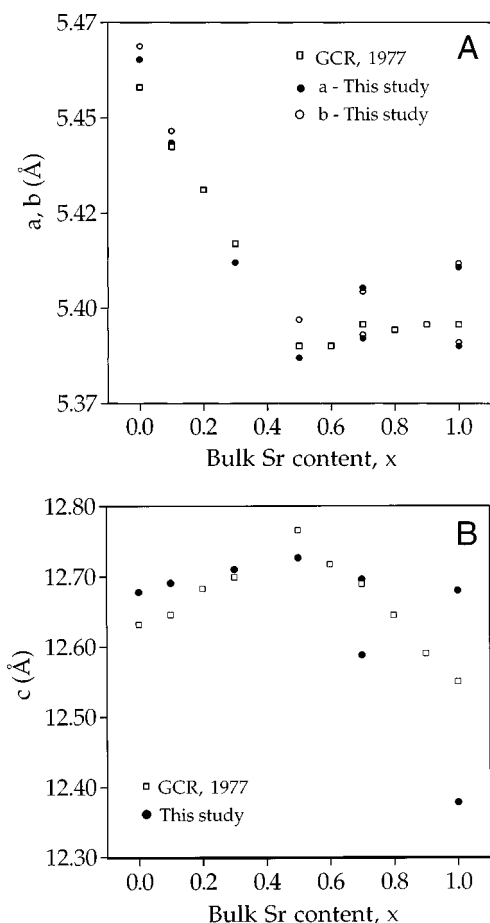 A
GCR, 1977
a - This study
b - This study
a, b (Å)
5.47
5.45
5.42
5.40
5.37
0.0 0.2 0.4 0.6 0.8 1.0
Bulk Sr content, x
B
c (Å)
12.80
12.70
12.60
12.50
12.40
12.30
GCR, 1977
This study
0.0 0.2 0.4 0.6 0.8 1.0
Bulk Sr content, x